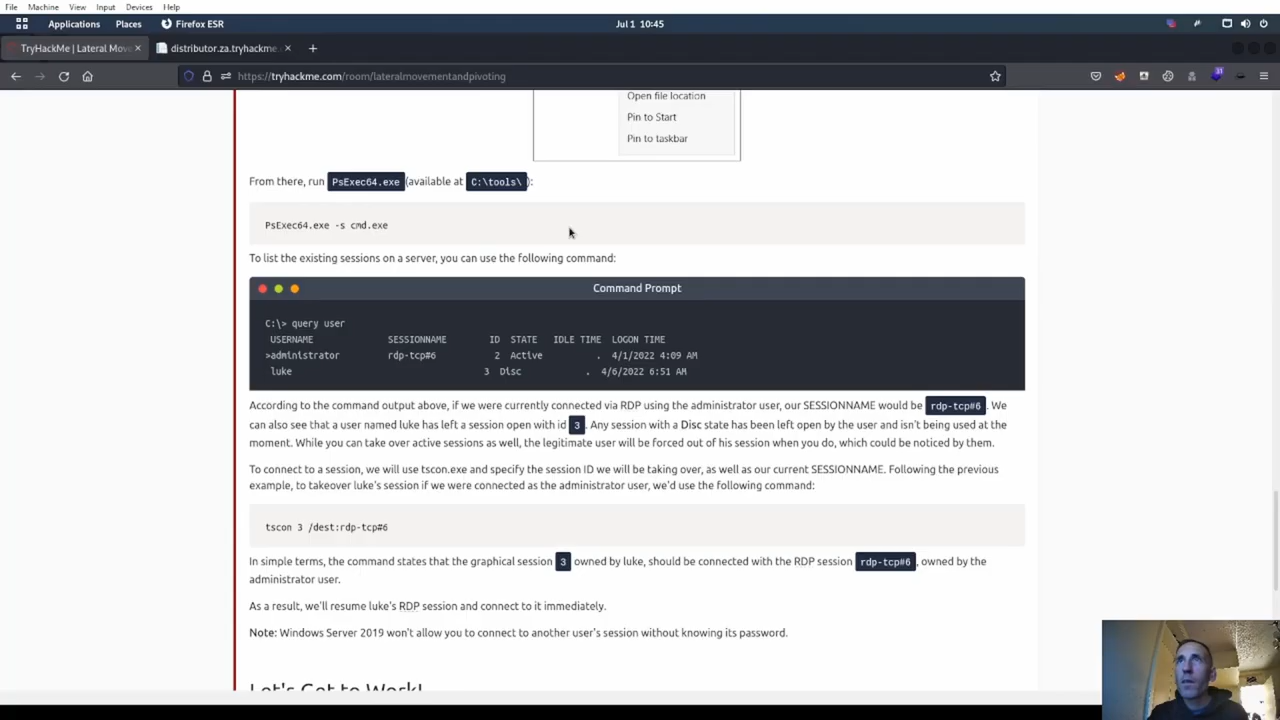 File Machine View Input Devices Help
Applications Places Firefox ESR Jul 1 10:45
TryHackMe | Lateral Mov distributor.za.tryhackme.
https://tryhackme.com/room/lateralmovementandpivoting
Open file location
Pin to Start
Pin to taskbar
From there, run PsExec64.exe (available at C:\tools\ ):
PsExec64.exe -s cmd.exe
To list the existing sessions on a server, you can use the following command:
Command Prompt
C:\> query user
USERNAME SESSIONNAME ID STATE IDLE TIME LOGON TIME
>administrator rdp-tcp#6 2 Active . 4/1/2022 4:09 AM
luke 3 Disc . 4/6/2022 6:51 AM
According to the command output above, if we were currently connected via RDP using the administrator user, our SESSIONNAME would be rdp-tcp#6 . We
can also see that a user named luke has left a session open with id 3 . Any session with a Disc state has been left open by the user and isn't being used at the
moment. While you can take over active sessions as well, the legitimate user will be forced out of his session when you do, which could be noticed by them.
To connect to a session, we will use tscon.exe and specify the session ID we will be taking over, as well as our current SESSIONNAME. Following the previous
example, to takeover luke's session if we were connected as the administrator user, we'd use the following command:
tscon 3 /dest:rdp-tcp#6
In simple terms, the command states that the graphical session 3 owned by luke, should be connected with the RDP session rdp-tcp#6 , owned by the
administrator user.
As a result, we'll resume luke's RDP session and connect to it immediately.
Note: Windows Server 2019 won't allow you to connect to another user's session without knowing its password.
Let's Get to Work!